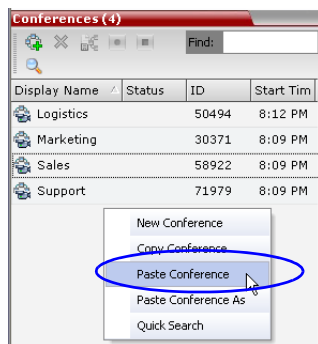 Conferences (4)
Find:
Display Name Status ID Start Tim
Logistics 50494 8:12 PM
Marketing 30371 8:09 PM
Sales 58922 8:09 PM
Support 71979 8:09 PM
New Conference
Copy Conference
Paste Conference
Paste Conference As
Quick Search